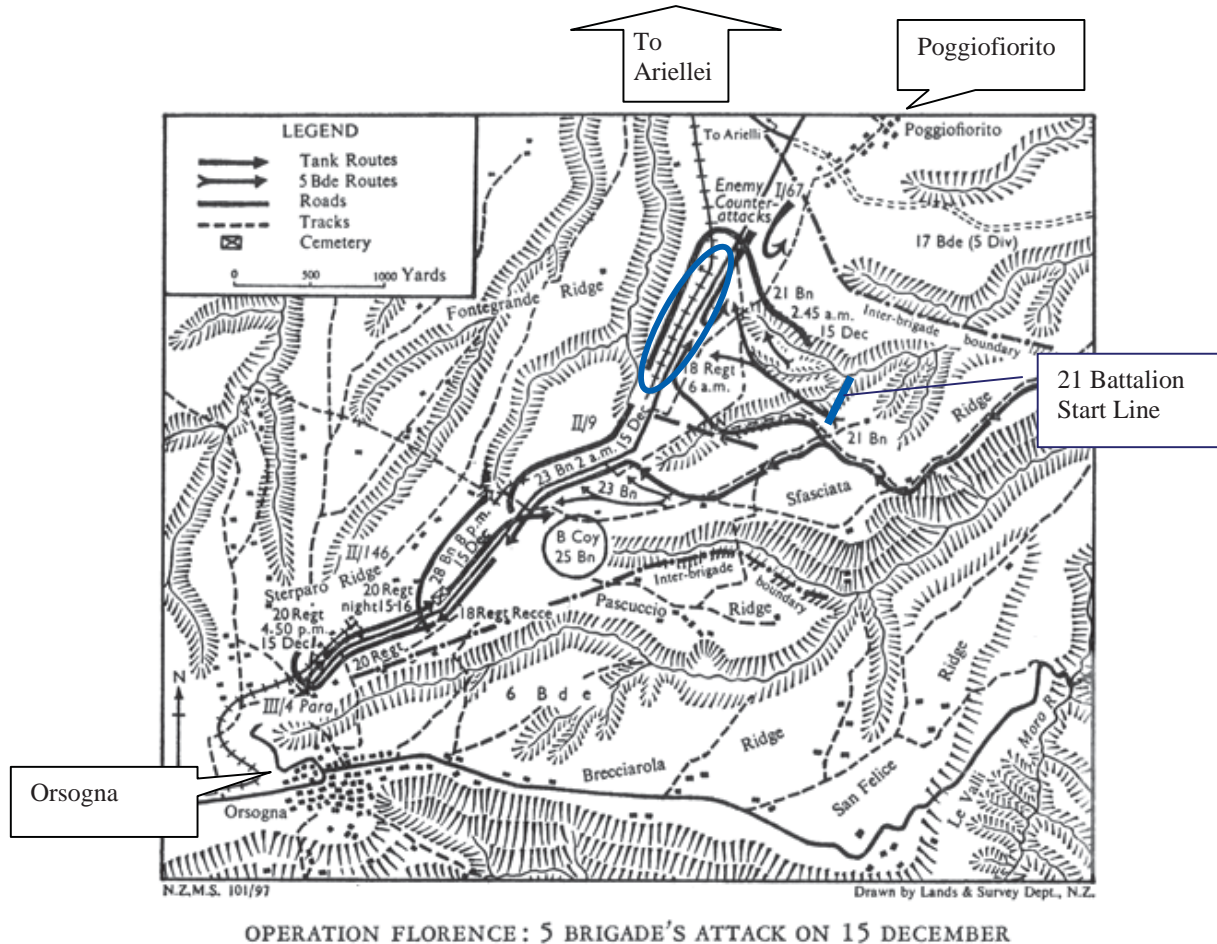 To
Ariellei
Poggiofiorito
LEGEND
Tank Routes
5 Bde Routes
Roads
Tracks
Cemetery
0 500 1000 Yards
To Arielli
Poggiofiorito
Enemy
Counter-
attacks
I/67
17 Bde (5 Div)
Fontegrande Ridge
21 Bn
2.45 a.m.
15 Dec
Inter-brigade
boundary
18 Regt
6 a.m.
21 Battalion
Start Line
II/9
15 Dec
23 Bn 2 a.m.
21 Bn
Ridge
Sfasciata
23 Bn
28 Bn 8 p.m.
15 Dec
B Coy
25 Bn
II/146
Sterparo Ridge
Inter-brigade
boundary
20 Regt
night 15-16
20 Regt
4.50 p.m.
15 Dec
18 Regt Recce
Pascuccio
Ridge
20 Regt
N
III/4 Para
6 Bde
Ridge
Ridge
Moro R
Orsogna
Brecciarola
San Felice
Le Valli
Orsogna
N.Z.M.S. 101/97
Drawn by Lands & Survey Dept., N.Z.
OPERATION FLORENCE: 5 BRIGADE'S ATTACK ON 15 DECEMBER